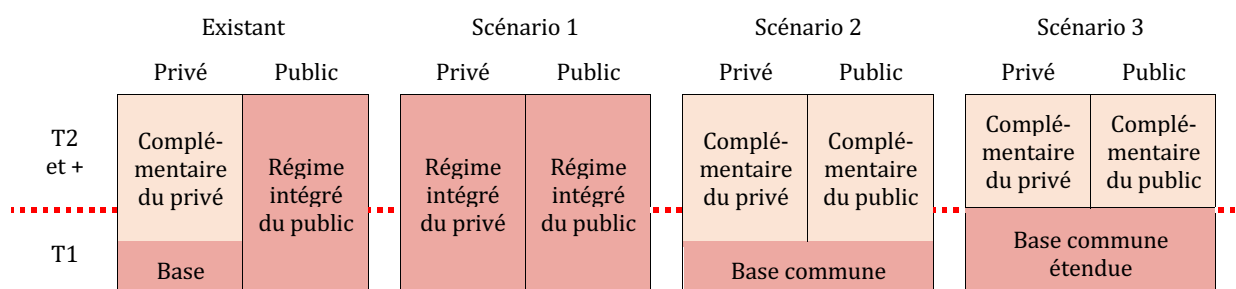 Existant Scénario 1 Scénario 2 Scénario 3
Privé Public Privé Public Privé Public Privé Public
T2
et +
Complé-
mentaire
du privé
Régime
intégré
du public
Régime
intégré
du privé
Régime
intégré
du public
Complé-
mentaire
du privé
Complé-
mentaire
du public
Complé-
mentaire
du privé
Complé-
mentaire
du public
T1
Base
Base commune
Base commune
étendue